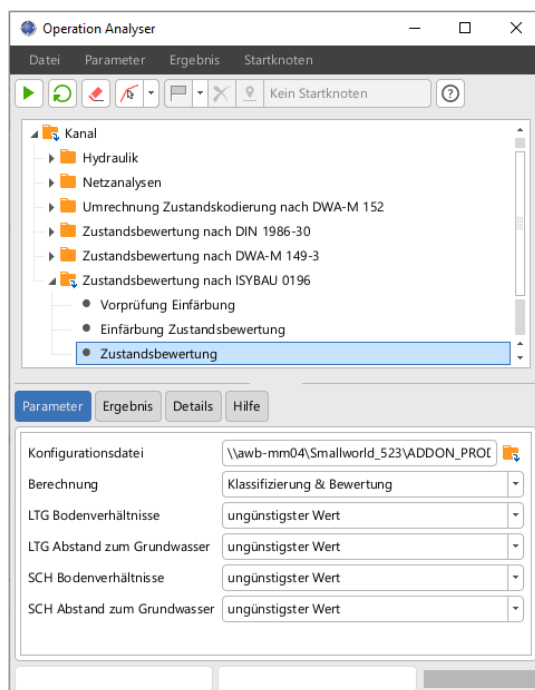 Operation Analyser
Datei Parameter Ergebnis Startknoten
Kein Startknoten
Kanal
Hydraulik
Netzanalysen
Umrechnung Zustandskodierung nach DWA-M 152
Zustandsbewertung nach DIN 1986-30
Zustandsbewertung nach DWA-M 149-3
Zustandsbewertung nach ISYBAU 0196
Vorprüfung Einfärbung
Einfärbung Zustandsbewertung
Zustandsbewertung
Parameter Ergebnis Details Hilfe
Konfigurationsdatei \\awb-mm04\Smallworld_523\ADDON_PROD
Berechnung Klassifizierung & Bewertung
LTG Bodenverhältnisse ungünstigster Wert
LTG Abstand zum Grundwasser ungünstigster Wert
SCH Bodenverhältnisse ungünstigster Wert
SCH Abstand zum Grundwasser ungünstigster Wert